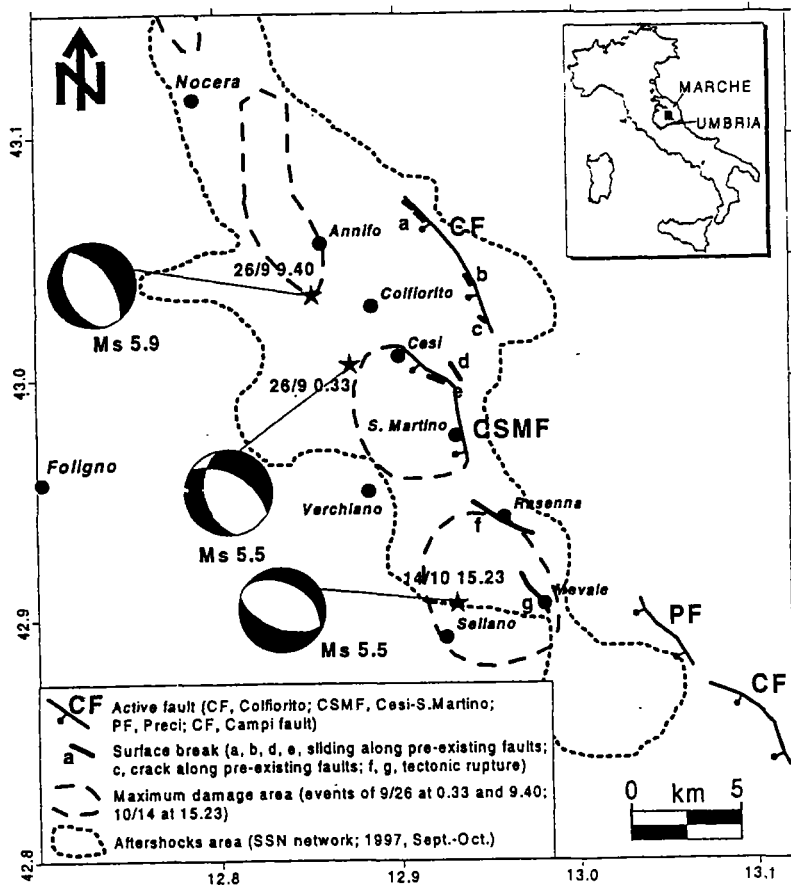 N
Nocera
MARCHE
UMBRIA
43.1
a
CF
Annifo
26/9 9.40
b
Colfiorito
Ms 5.9
c
Cesi
d
43.0
26/9 0.33
e
S. Martino
CSMF
Foligno
Verchiano
Rasenna
Ms 5.5
f
14/10 15.23
Mevale
g
42.9
Sellano
PF
Ms 5.5
CF
CF Active fault (CF, Colfiorito; CSMF, Cesi-S.Martino;
PF, Preci; CF, Campi fault)
a Surface break (a, b, d, e, sliding along pre-existing faults;
c, crack along pre-existing faults; f, g, tectonic rupture)
Maximum damage area (events of 9/26 at 0.33 and 9.40;
10/14 at 15.23)
Aftershocks area (SSN network; 1997, Sept.-Oct.)
0 km 5
42.8
12.8 12.9 13.0 13.1